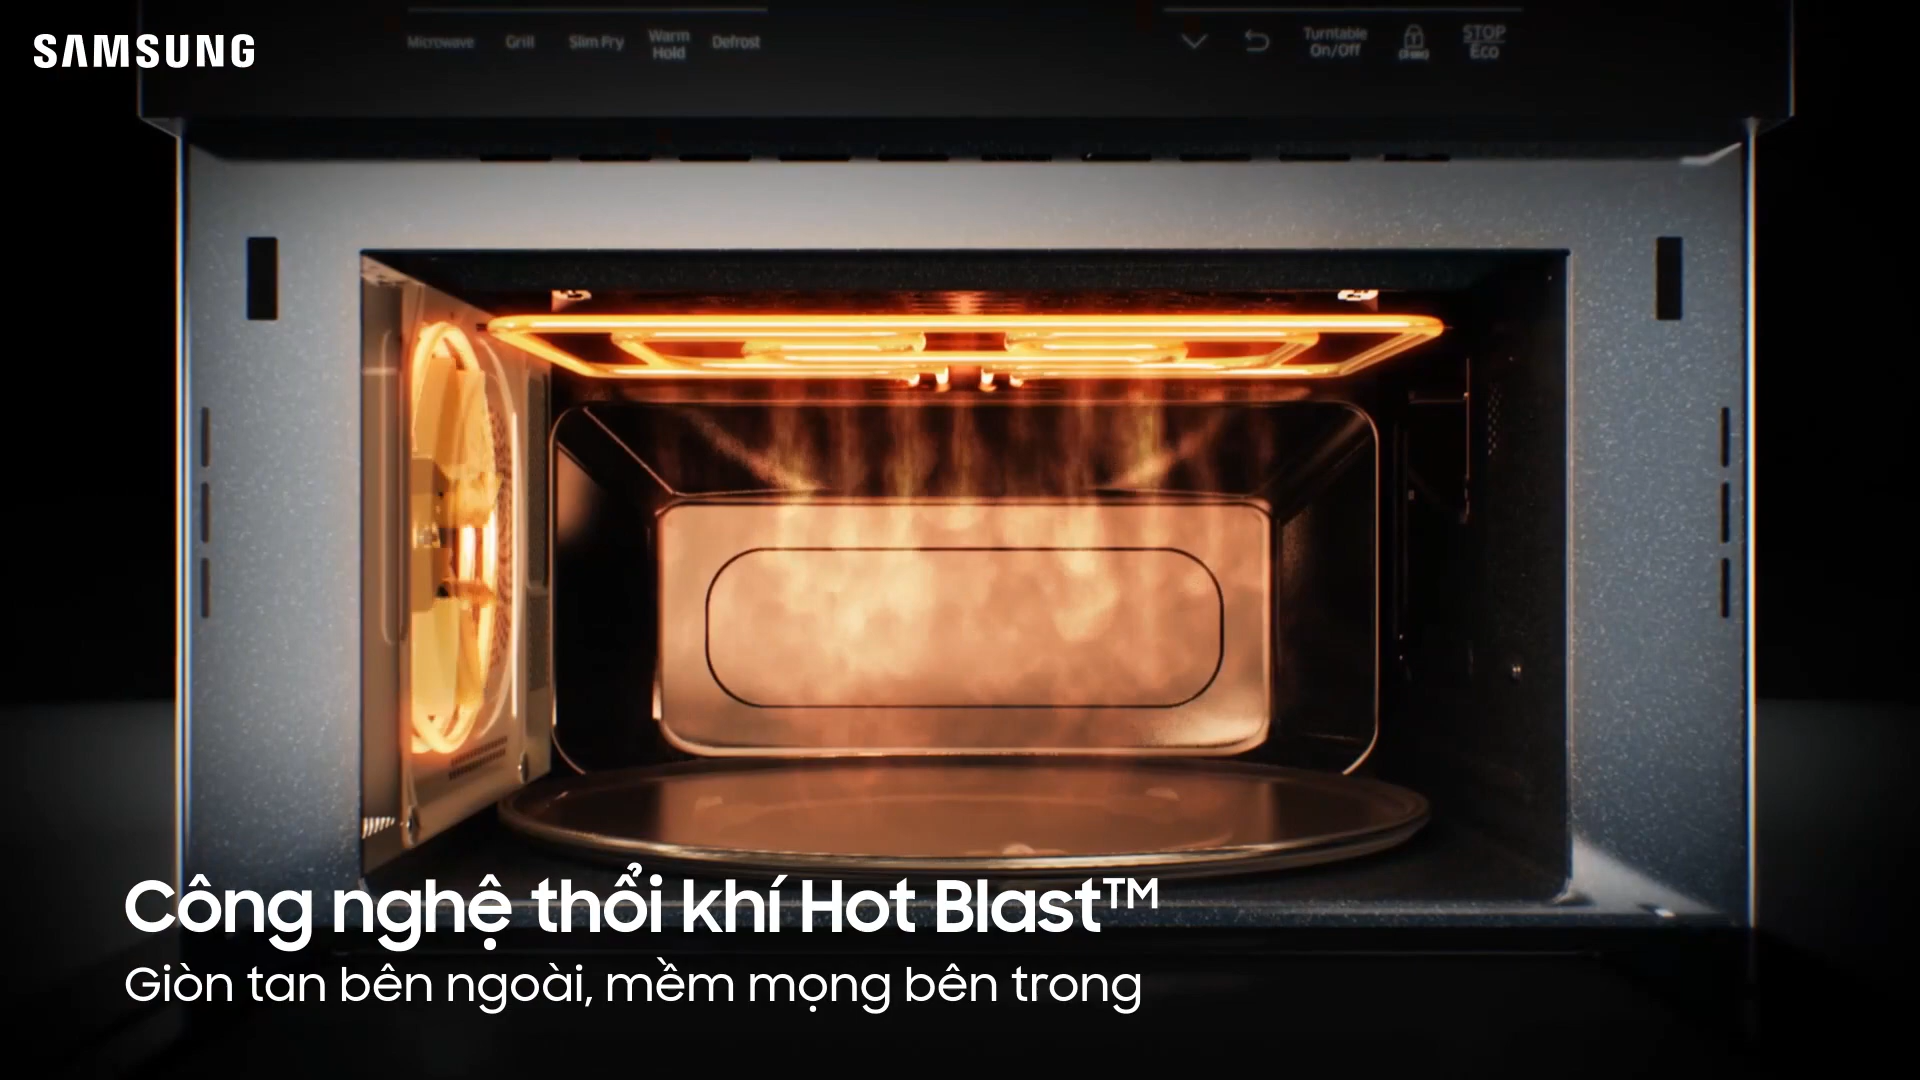 SAMSUNG
Microwave Grill Slim Fry Warm Hold Defrost
Turntable On/Off STOP Eco
Công nghệ thổi khí Hot Blast™
Giòn tan bên ngoài, mềm mọng bên trong